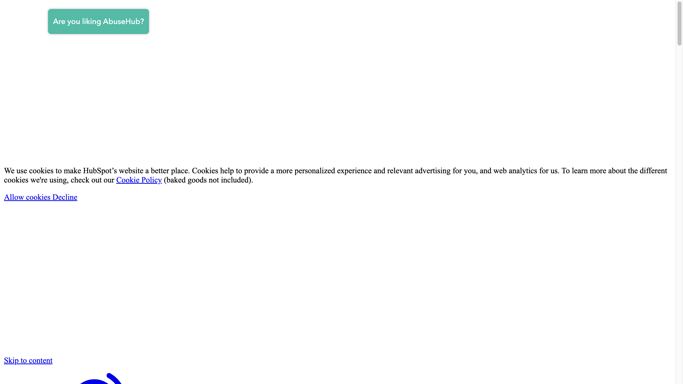 Are you liking AbuseHub?
We use cookies to make HubSpot's website a better place. Cookies help to provide a more personalized experience and relevant advertising for you, and web analytics for us. To learn more about the different
cookies we're using, check out our Cookie Policy (baked goods not included).
Allow cookies Decline
Skip to content